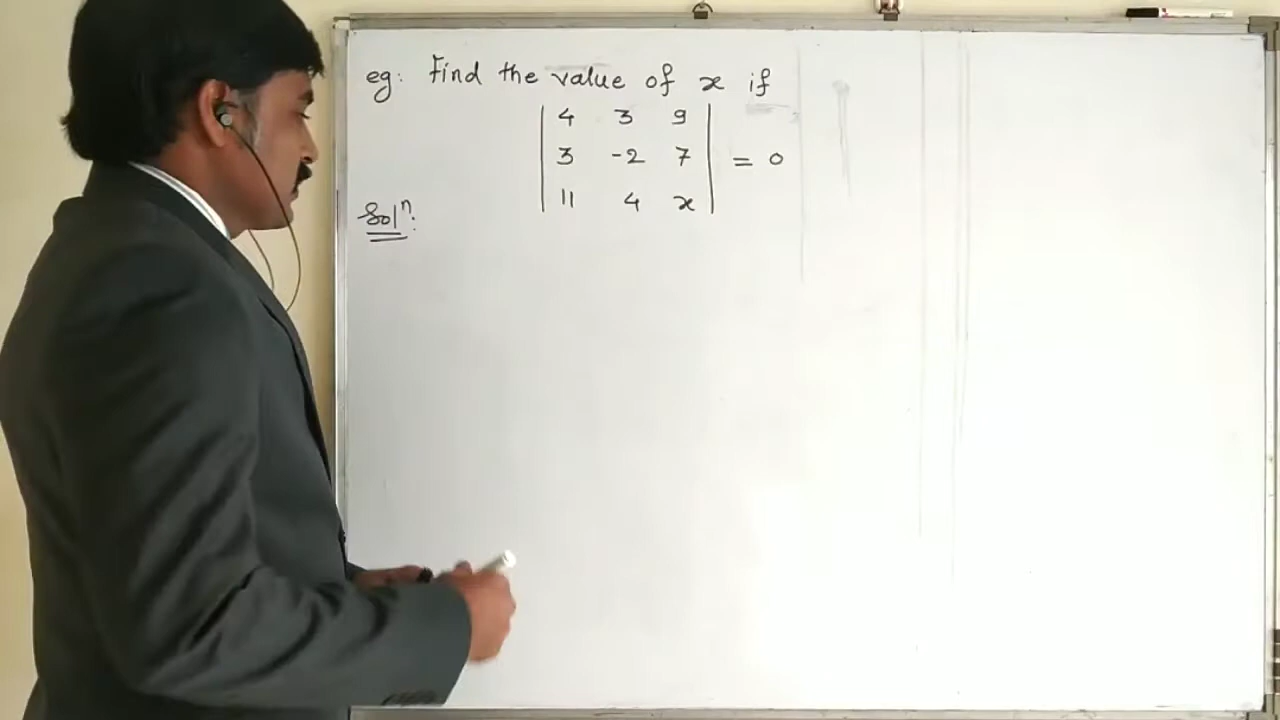 eg: Find the value of x if
| 4 3 9 |
| 3 -2 7 | = 0
| 11 4 x |
Solⁿ: